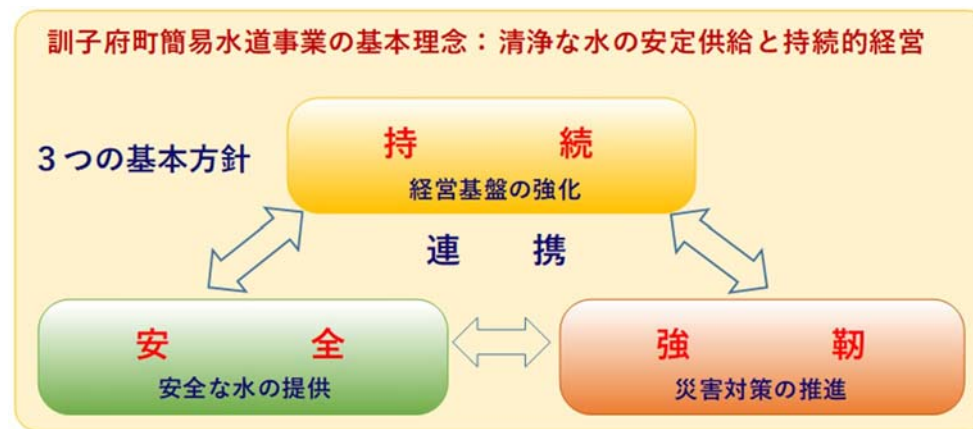 訓子府町簡易水道事業の基本理念：清浄な水の安定供給と持続的経営
3つの基本方針
持　続
経営基盤の強化
連　携
安　全
安全な水の提供
強　靭
災害対策の推進